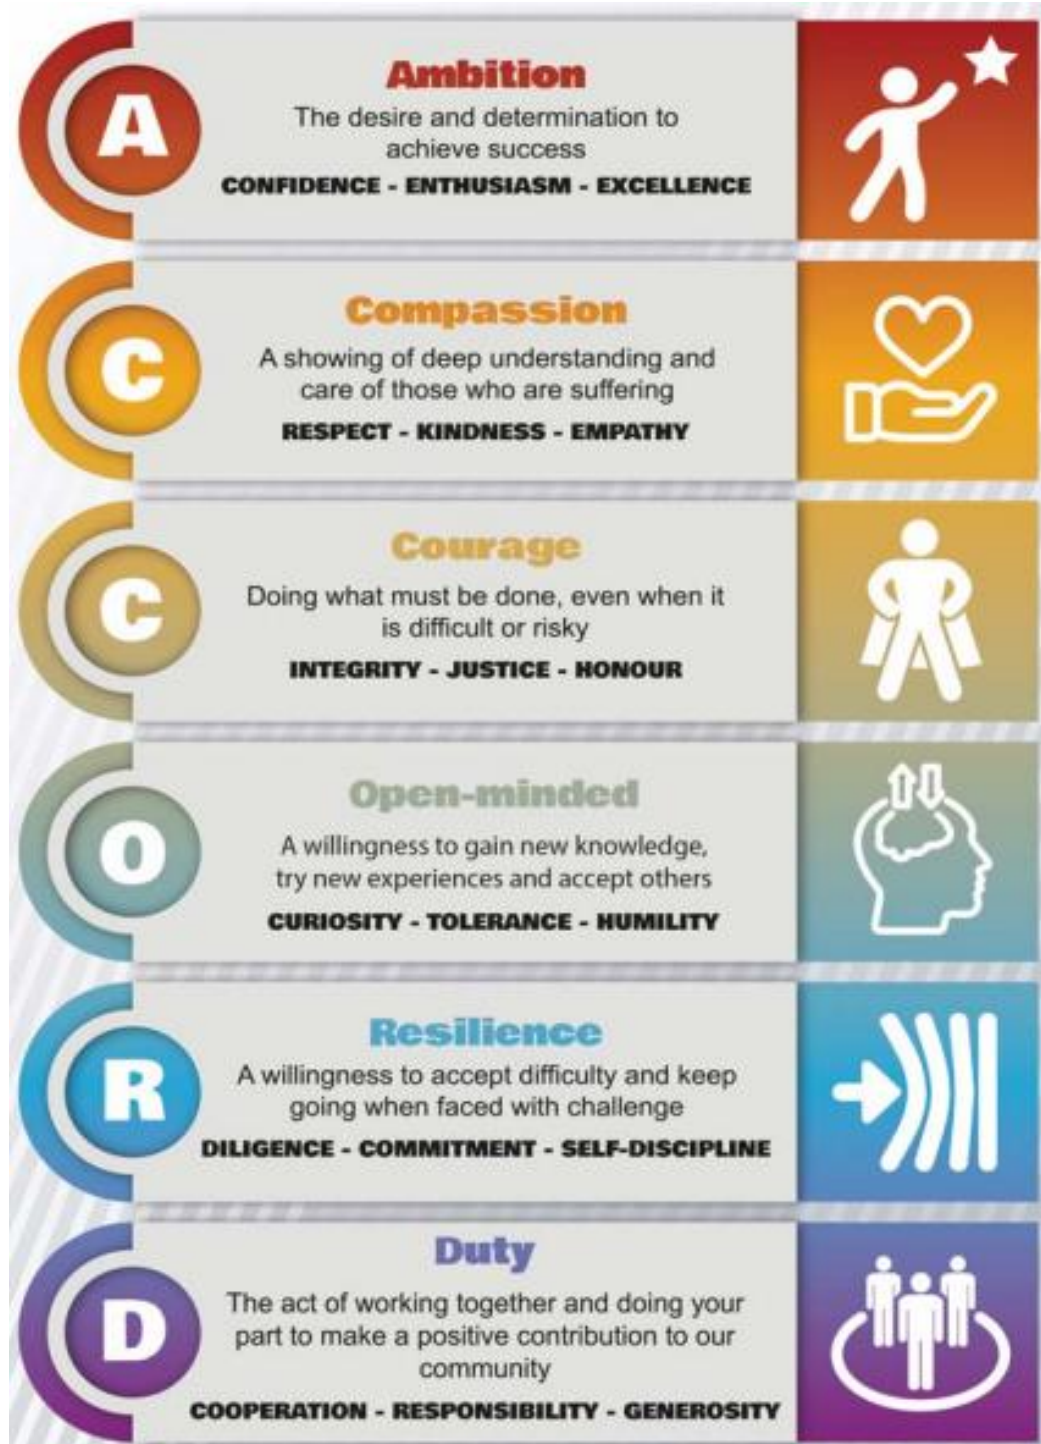 A
Ambition
The desire and determination to
achieve success
CONFIDENCE - ENTHUSIASM - EXCELLENCE
C
Compassion
A showing of deep understanding and
care of those who are suffering
RESPECT - KINDNESS - EMPATHY
C
Courage
Doing what must be done, even when it
is difficult or risky
INTEGRITY - JUSTICE - HONOUR
O
Open-minded
A willingness to gain new knowledge,
try new experiences and accept others
CURIOSITY - TOLERANCE - HUMILITY
R
Resilience
A willingness to accept difficulty and keep
going when faced with challenge
DILIGENCE - COMMITMENT - SELF-DISCIPLINE
D
Duty
The act of working together and doing your
part to make a positive contribution to our
community
COOPERATION - RESPONSIBILITY - GENEROSITY